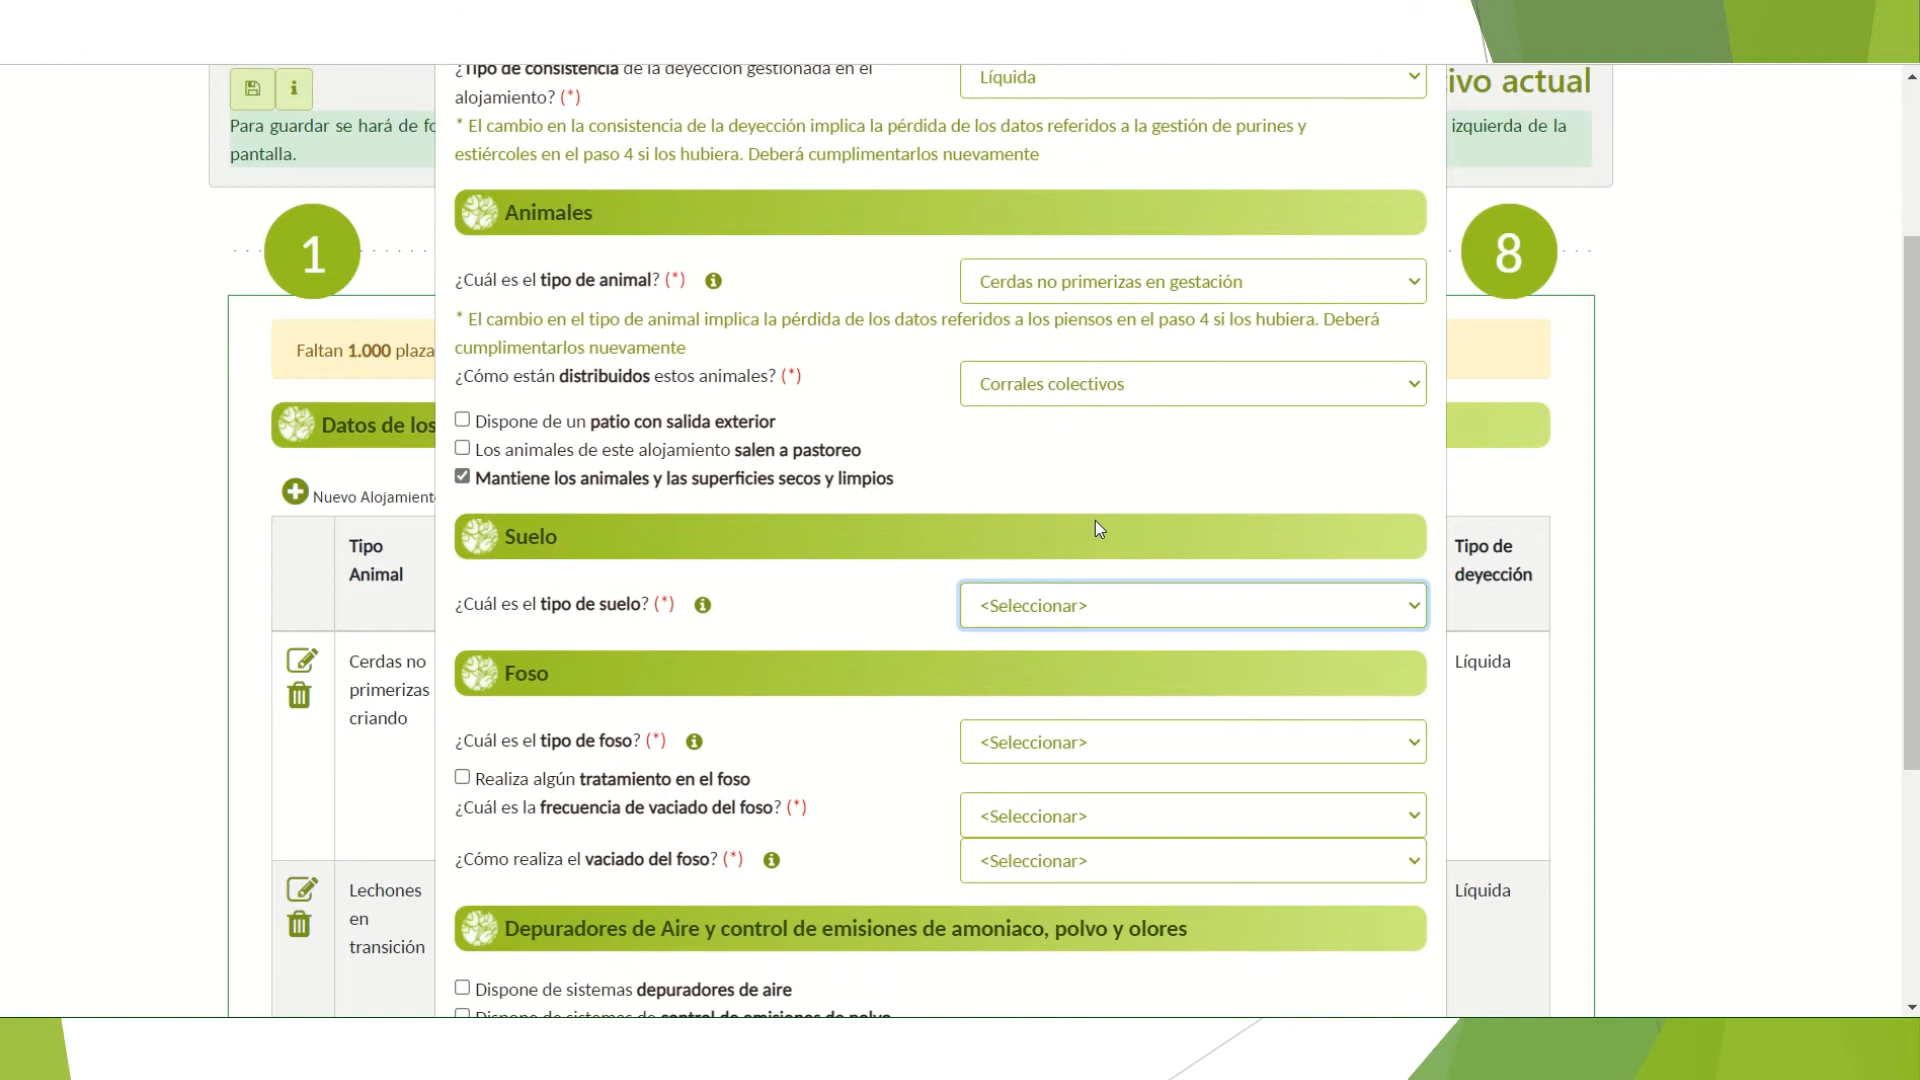 ¿Tipo de consistencia de la deyección gestionada en el
alojamiento? (*)
Líquida
* El cambio en la consistencia de la deyección implica la pérdida de los datos referidos a la gestión de purines y
estiércoles en el paso 4 si los hubiera. Deberá cumplimentarlos nuevamente
Para guardar se hará de fo
pantalla.
ivo actual
izquierda de la
1
8
Animales
¿Cuál es el tipo de animal? (*)
Cerdas no primerizas en gestación
* El cambio en el tipo de animal implica la pérdida de los datos referidos a los piensos en el paso 4 si los hubiera. Deberá
cumplimentarlos nuevamente
Faltan 1.000 plaza
¿Cómo están distribuidos estos animales? (*)
Corrales colectivos
Dispone de un patio con salida exterior
Los animales de este alojamiento salen a pastoreo
Mantiene los animales y las superficies secos y limpios
Datos de los
Nuevo Alojamient
Suelo
¿Cuál es el tipo de suelo? (*)
<Seleccionar>
Foso
¿Cuál es el tipo de foso? (*)
<Seleccionar>
Realiza algún tratamiento en el foso
¿Cuál es la frecuencia de vaciado del foso? (*)
<Seleccionar>
¿Cómo realiza el vaciado del foso? (*)
<Seleccionar>
Depuradores de Aire y control de emisiones de amoniaco, polvo y olores
Dispone de sistemas depuradores de aire
Dispone de sistemas de control de emisiones de polvo
Tipo
Animal
Tipo de
deyección
Cerdas no
primerizas
criando
Líquida
Lechones
en
transición
Líquida